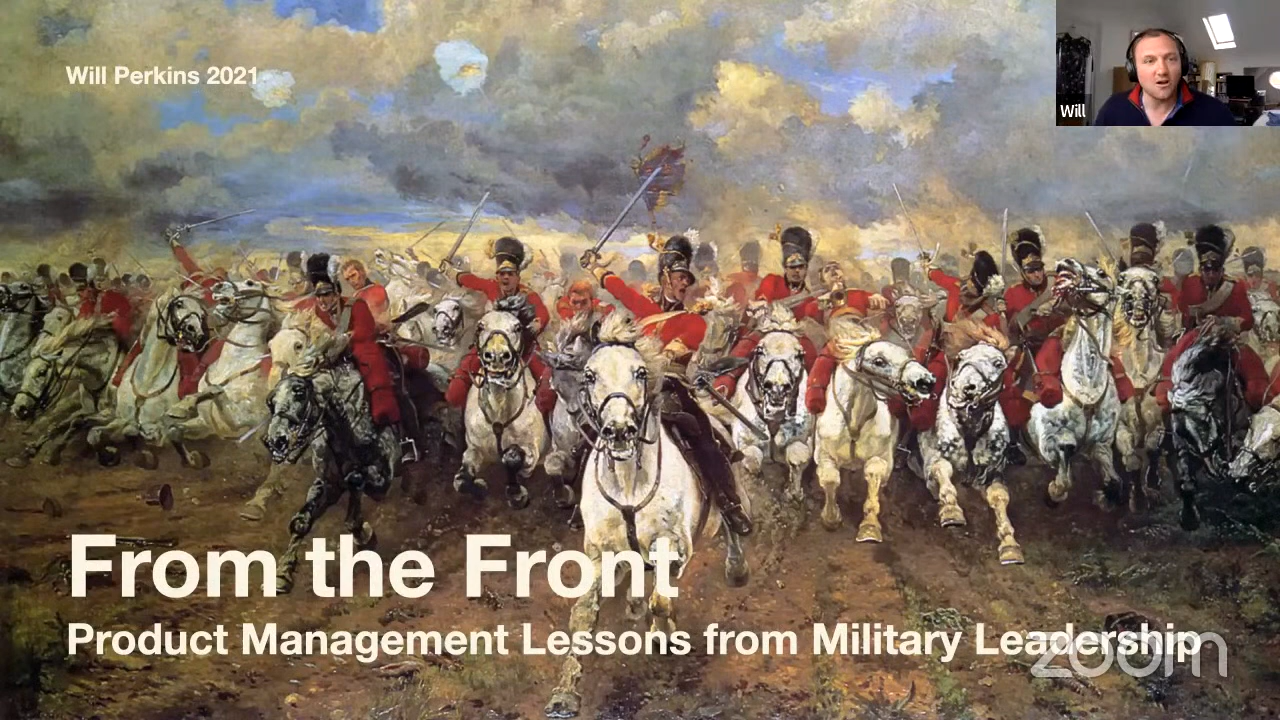 Will Perkins 2021
Will
From the Front
Product Management Lessons from Military Leadership
zoom